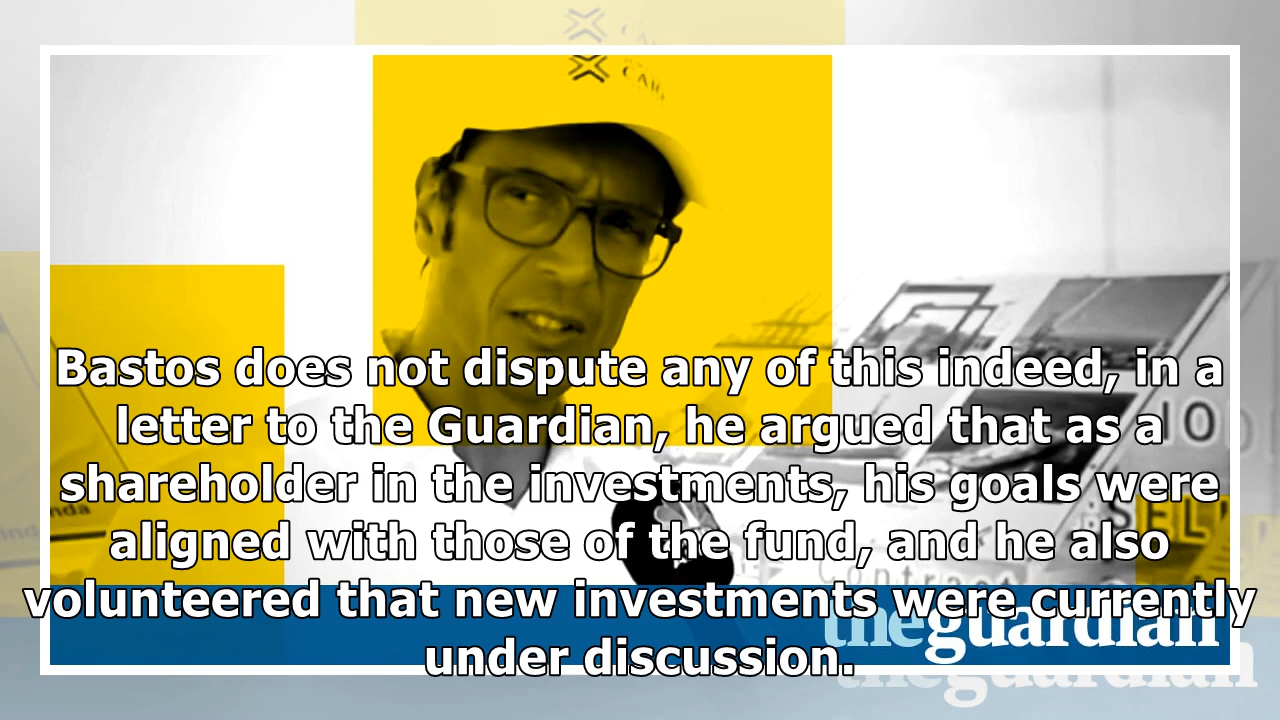 Bastos does not dispute any of this indeed, in a
letter to the Guardian, he argued that as a
shareholder in the investments, his goals were
aligned with those of the fund, and he also
volunteered that new investments were currently
under discussion.
theguardian
theguardian